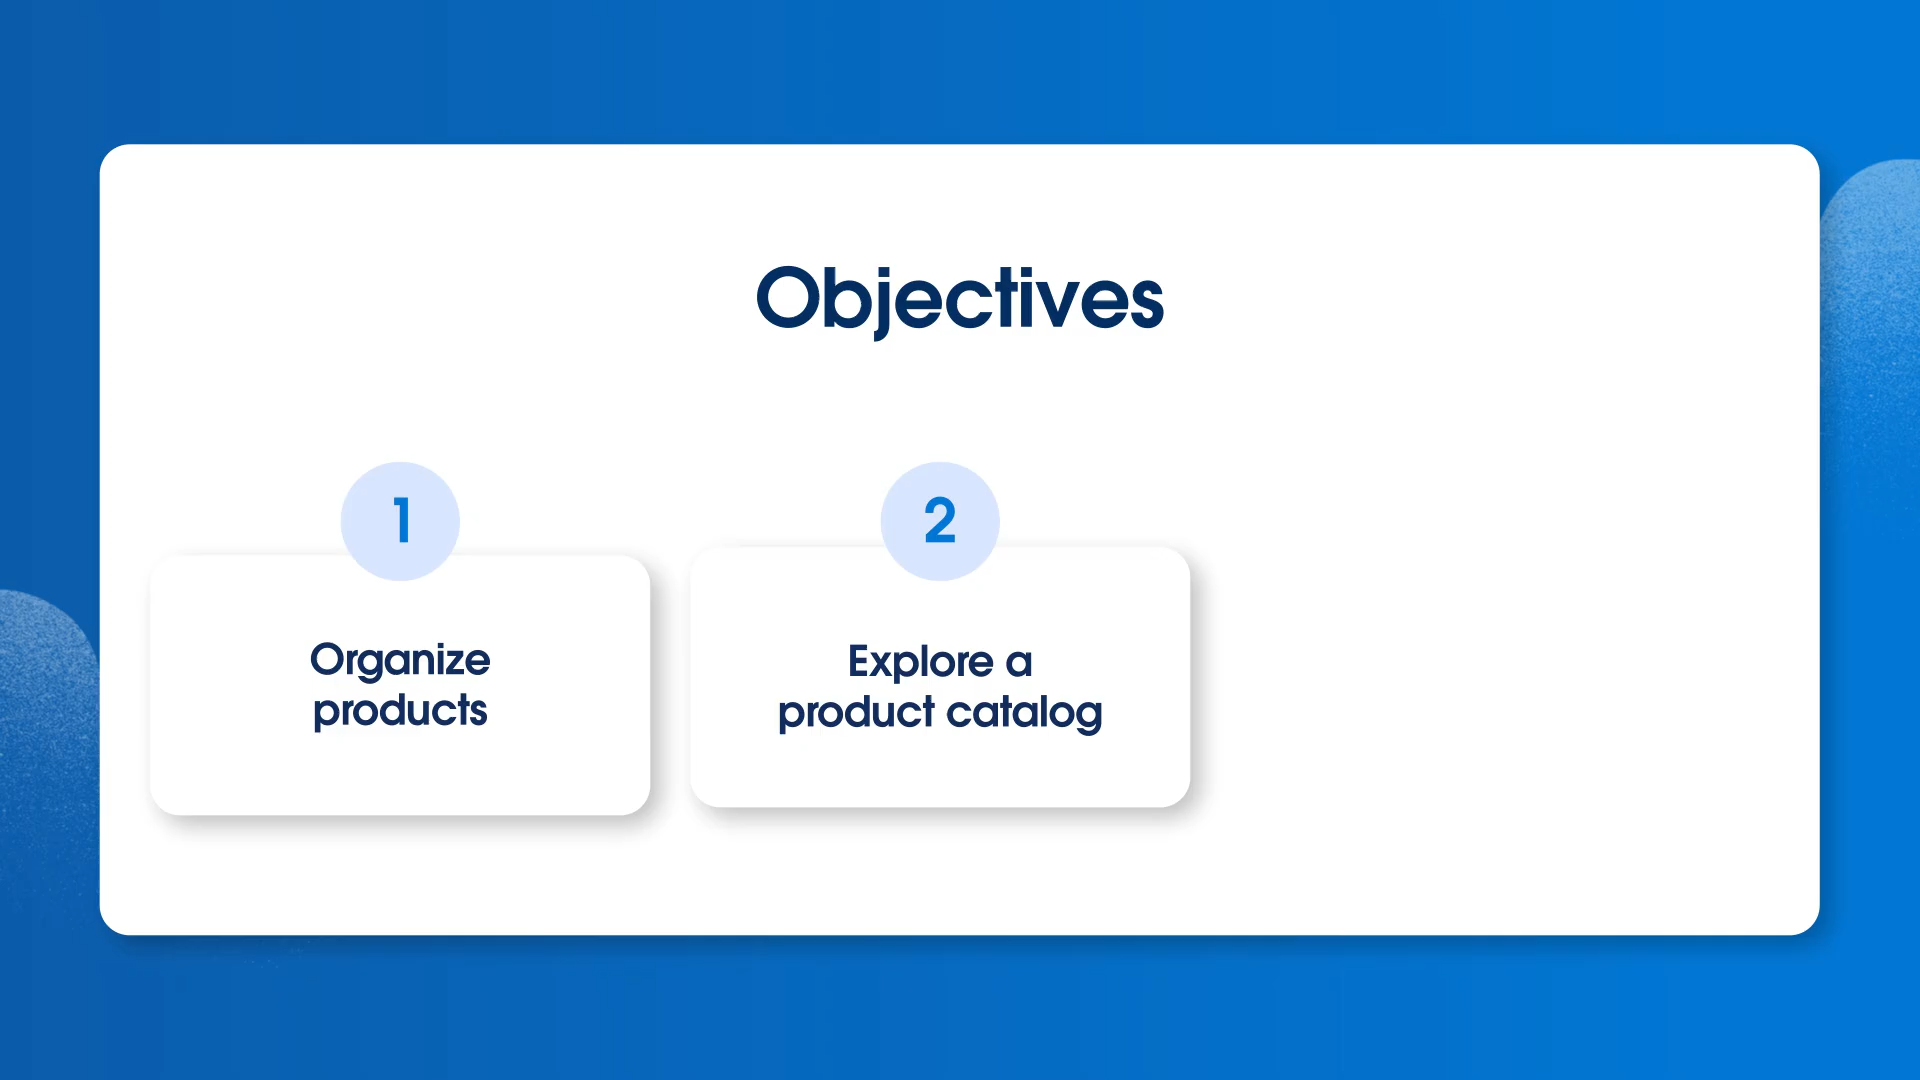 Objectives
1
Organize
products
2
Explore a
product catalog